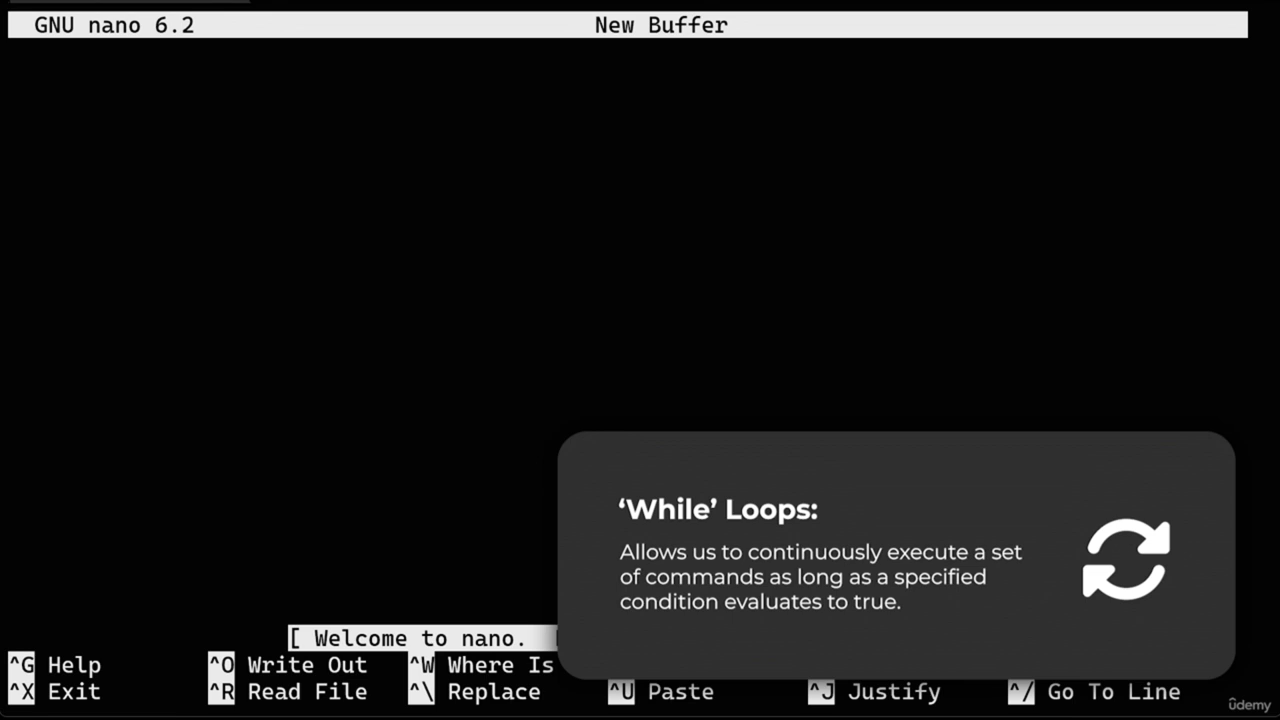 GNU nano 6.2 New Buffer
‘While’ Loops:
Allows us to continuously execute a set
of commands as long as a specified
condition evaluates to true.
[ Welcome to nano.
^G Help ^O Write Out ^W Where Is
^X Exit ^R Read File ^\ Replace ^U Paste ^J Justify ^/ Go To Line
ûdemy